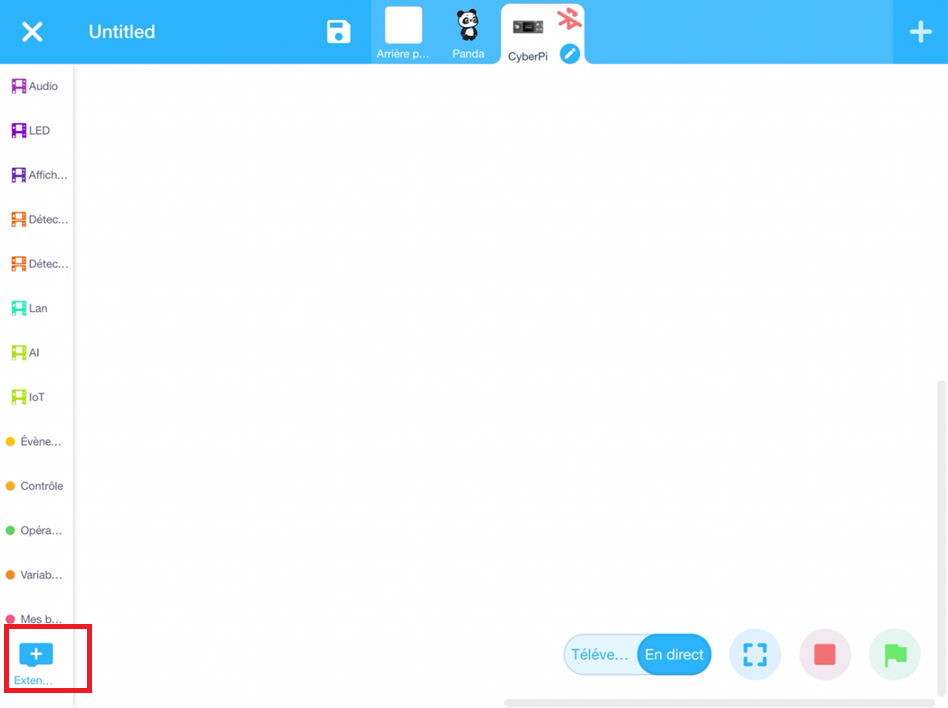 Untitled
Arrière p...
Panda
CyberPi
Audio
LED
Affich...
Détec...
Détec...
Lan
AI
IoT
Évène...
Contrôle
Opéra...
Variab...
Mes b...
Exten...
Téléve...
En direct